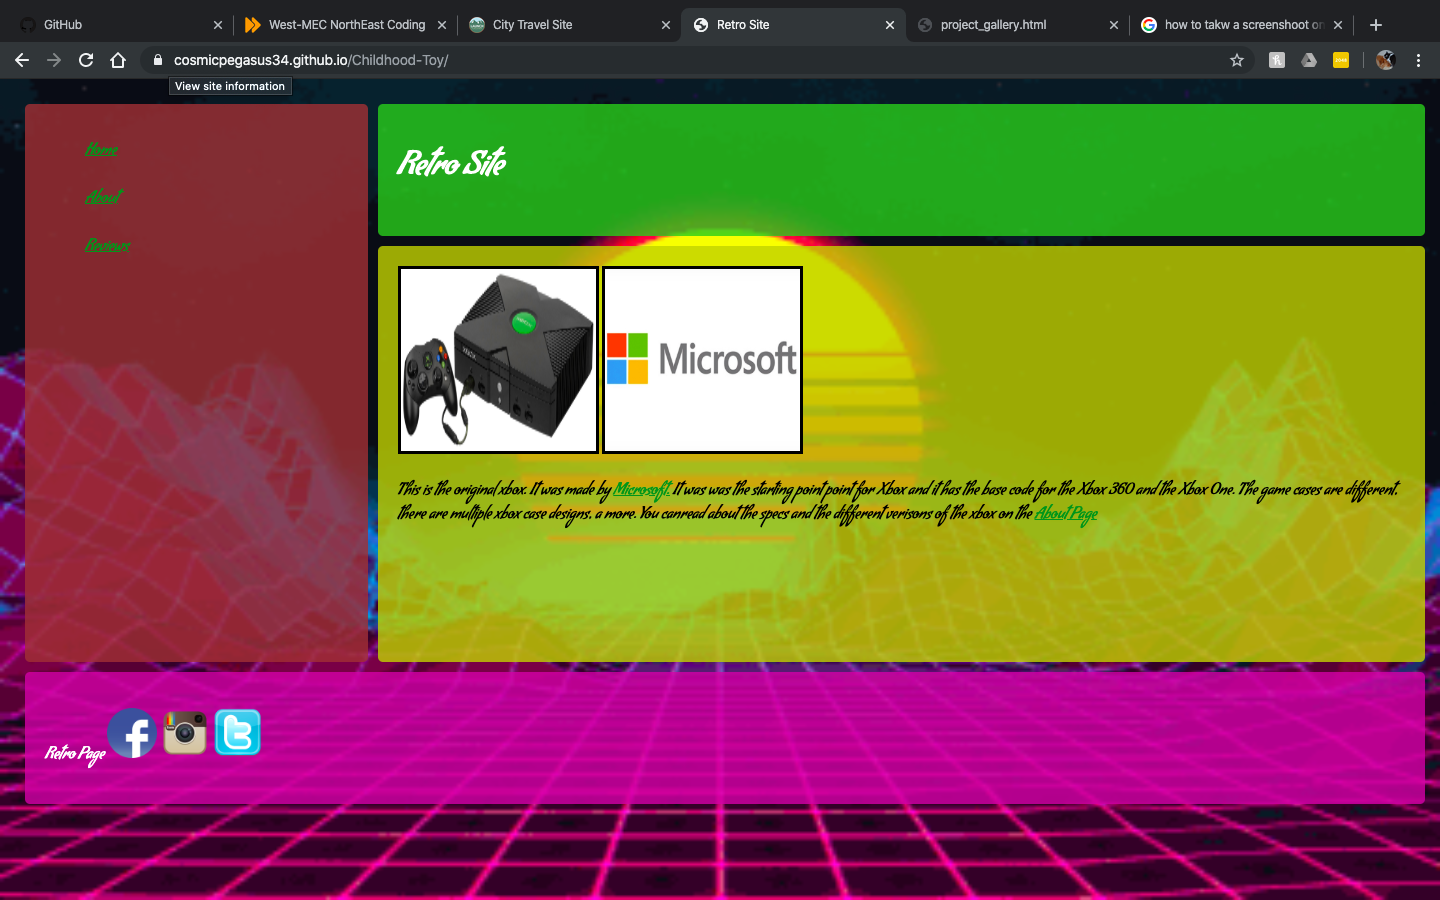 GitHub
West-MEC NorthEast Coding
City Travel Site
Retro Site
project_gallery.html
how to takw a screenshoot on
cosmicpegasus34.github.io/Childhood-Toy/
View site information
Home
About
Reviews
Retro Site
XBOX
Microsoft
This is the original xbox. It was made by Microsoft. It was was the starting point point for Xbox and it has the base code for the Xbox 360 and the Xbox One. The game cases are different,
there are multiple xbox case designs, a more. You canread about the specs and the different verisons of the xbox on the About Page
Retro Page